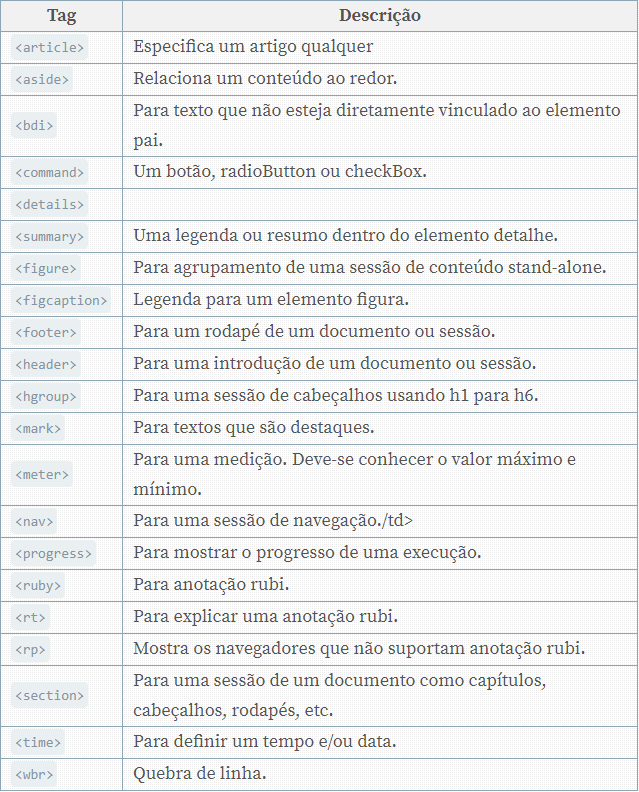 Tag Descrição
<article> Especifica um artigo qualquer
<aside> Relaciona um conteúdo ao redor.
<bdi> Para texto que não esteja diretamente vinculado ao elemento
pai.
<command> Um botão, radioButton ou checkBox.
<details>
<summary> Uma legenda ou resumo dentro do elemento detalhe.
<figure> Para agrupamento de uma sessão de conteúdo stand-alone.
<figcaption> Legenda para um elemento figura.
<footer> Para um rodapé de um documento ou sessão.
<header> Para uma introdução de um documento ou sessão.
<hgroup> Para uma sessão de cabeçalhos usando h1 para h6.
<mark> Para textos que são destaques.
<meter> Para uma medição. Deve-se conhecer o valor máximo e
mínimo.
<nav> Para uma sessão de navegação./td>
<progress> Para mostrar o progresso de uma execução.
<ruby> Para anotação rubi.
<rt> Para explicar uma anotação rubi.
<rp> Mostra os navegadores que não suportam anotação rubi.
<section> Para uma sessão de um documento como capítulos,
cabeçalhos, rodapés, etc.
<time> Para definir um tempo e/ou data.
<wbr> Quebra de linha.